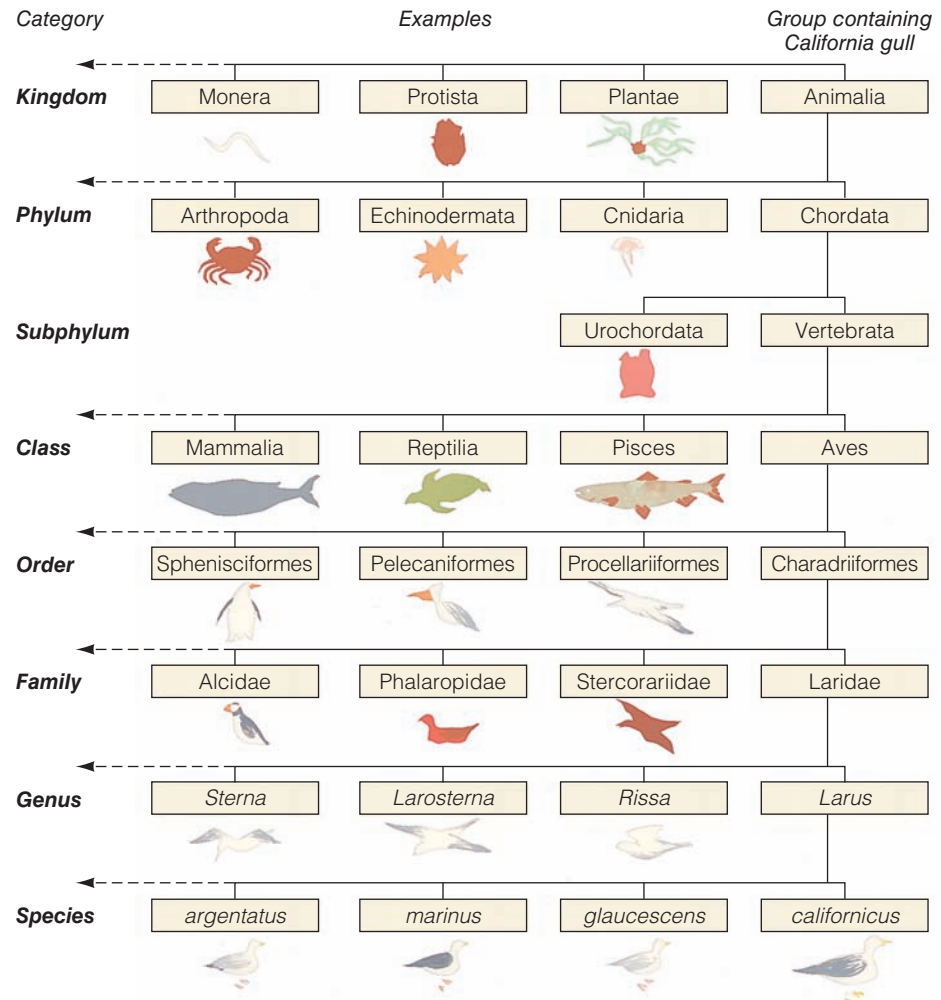 Category Examples Group containing
California gull
Kingdom Monera Protista Plantae Animalia
Phylum Arthropoda Echinodermata Cnidaria Chordata
Subphylum Urochordata Vertebrata
Class Mammalia Reptilia Pisces Aves
Order Sphenisciformes Pelecaniformes Procellariiformes Charadriiformes
Family Alcidae Phalaropidae Stercorariidae Laridae
Genus Sterna Larosterna Rissa Larus
Species argentatus marinus glaucescens californicus